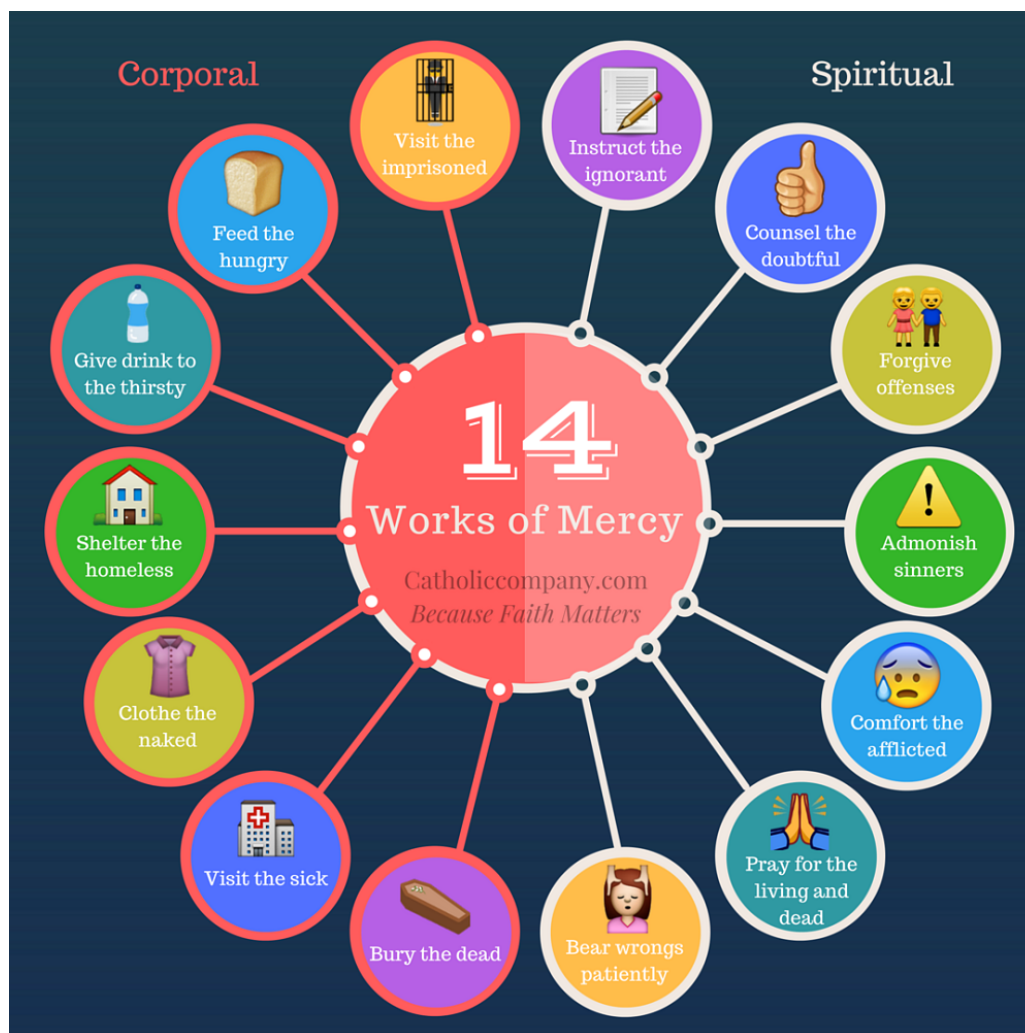 Corporal
Spiritual
Visit the
imprisoned
Instruct the
ignorant
Feed the
hungry
Counsel the
doubtful
Give drink to
the thirsty
Forgive
offenses
14
Works of Mercy
Catholiccompany.com
Because Faith Matters
Shelter the
homeless
Admonish
sinners
Clothe the
naked
Comfort the
afflicted
Visit the sick
Pray for the
living and
dead
Bury the dead
Bear wrongs
patiently